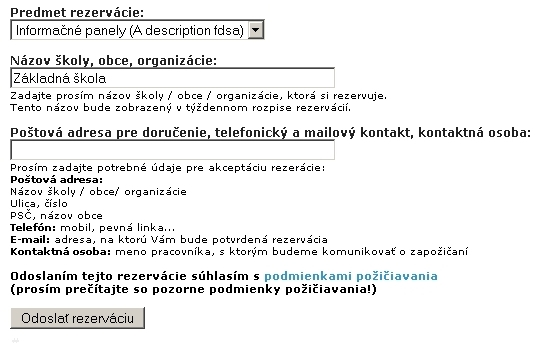 Predmet rezervácie:
Informačné panely (A description fdsa)
Názov školy, obce, organizácie:
Základná škola
Zadajte prosím názov školy / obce / organizácie, ktorá si rezervuje.
Tento názov bude zobrazený v týždennom rozpise rezervácií.
Poštová adresa pre doručenie, telefonický a mailový kontakt, kontaktná osoba:
Prosím zadajte potrebné údaje pre akceptáciu rezerácie:
Poštová adresa:
Názov školy / obce/ organizácie
Ulica, číslo
PSČ, názov obce
Telefón: mobil, pevná linka...
E-mail: adresa, na ktorú Vám bude potvrdená rezervácia
Kontaktná osoba: meno pracovníka, s ktorým budeme komunikovať o zapožičaní
Odoslaním tejto rezervácie súhlasím s podmienkami požičiavania
(prosím prečítajte so pozorne podmienky požičiavania!)
Odoslať rezerváciu